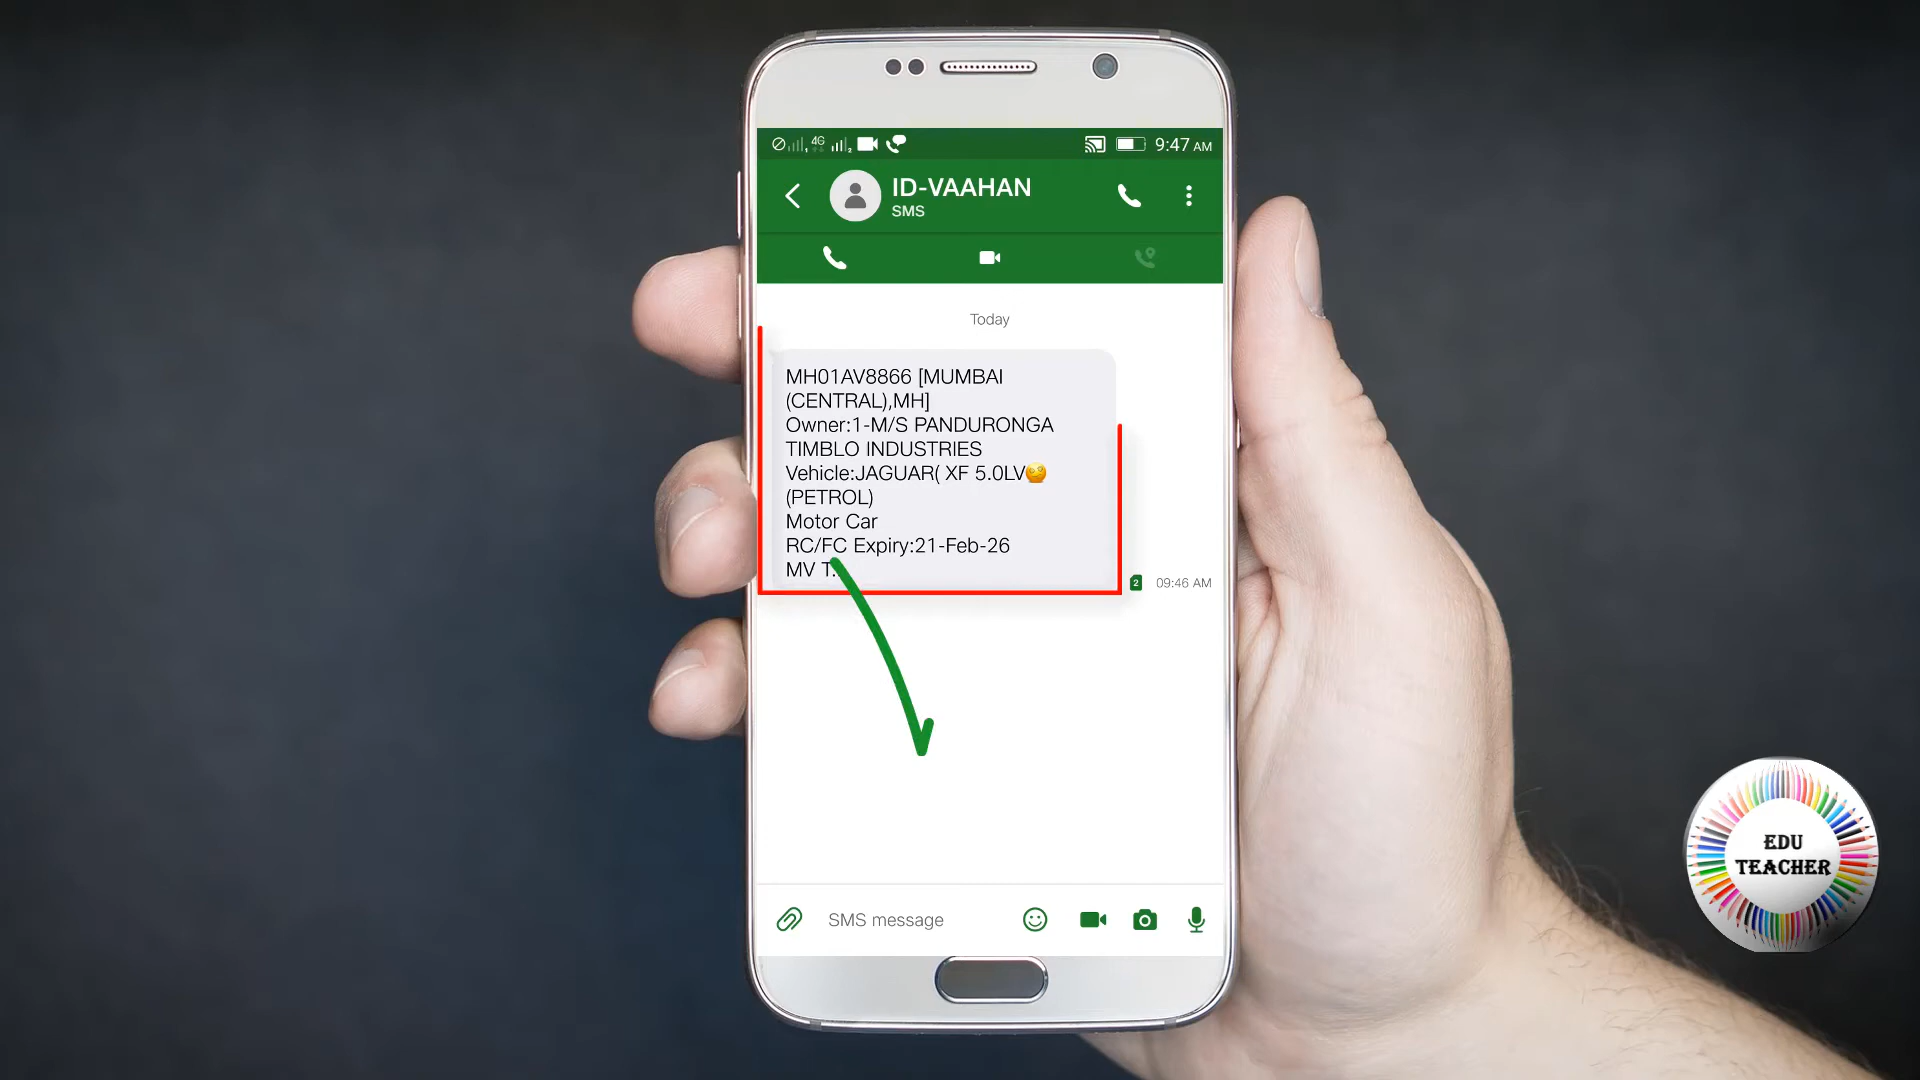 4G
9:47 AM
ID-VAAHAN
SMS
Today
MH01AV8866 [MUMBAI
(CENTRAL),MH]
Owner:1-M/S PANDURONGA
TIMBLO INDUSTRIES
Vehicle:JAGUAR( XF 5.0LV🥴
(PETROL)
Motor Car
RC/FC Expiry:21-Feb-26
MV T.
2 09:46 AM
SMS message
EDU
TEACHER